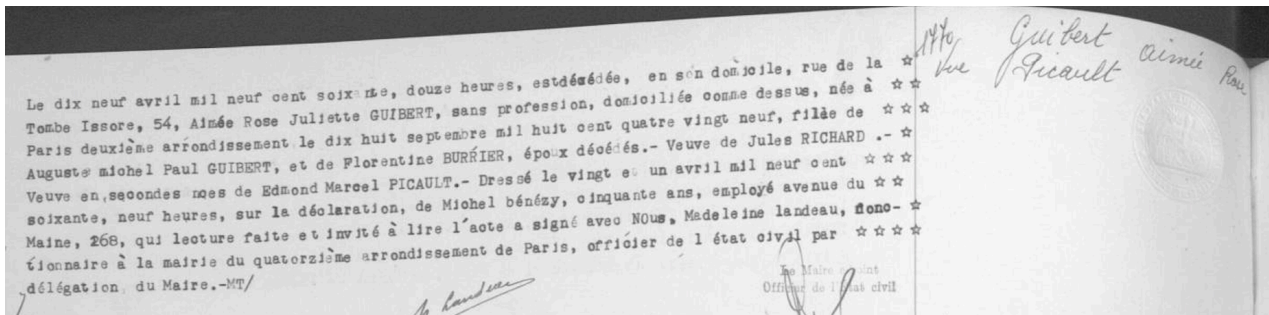 1770
Guibert Aimée Rose
Vve Picault
Le dix neuf avril mil neuf cent soixante, douze heures, estdécédée, en son domicile, rue de la ☆
Tombe Issore, 54, Aimée Rose Juliette GUIBERT, sans profession, domiciliée comme dessus, née à ☆☆
Paris deuxième arrondissement le dix huit septembre mil huit cent quatre vingt neuf, fille de ☆☆☆
Auguste michel Paul GUIBERT, et de Florentine BURRIER, époux décédés.- Veuve de Jules RICHARD .- ☆
Veuve en secondes noces de Edmond Marcel PICAULT.- Dressé le vingt et un avril mil neuf cent ☆☆☆
soixante, neuf heures, sur la déclaration, de Michel bénézy, cinquante ans, employé avenue du ☆☆
Maine, 268, qui lecture faite et invité à lire l'acte a signé avec NOus, Madeleine landeau, fonc- ☆
tionnaire à la mairie du quatorzième arrondissement de Paris, officier de l état civil par ☆☆☆☆
délégation du Maire.-MT/
Landeau
Le Maire
Officier de l'Etat civil